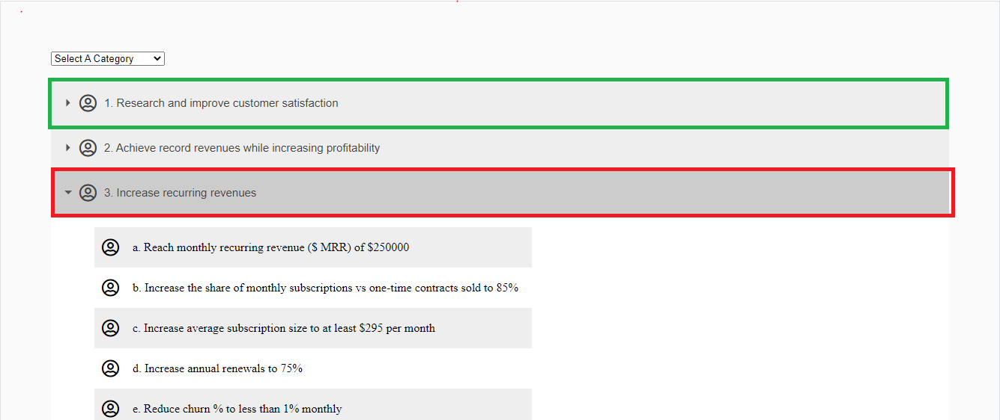 Select A Category
1. Research and improve customer satisfaction
2. Achieve record revenues while increasing profitability
3. Increase recurring revenues
a. Reach monthly recurring revenue ($ MRR) of $250000
b. Increase the share of monthly subscriptions vs one-time contracts sold to 85%
c. Increase average subscription size to at least $295 per month
d. Increase annual renewals to 75%
e. Reduce churn % to less than 1% monthly